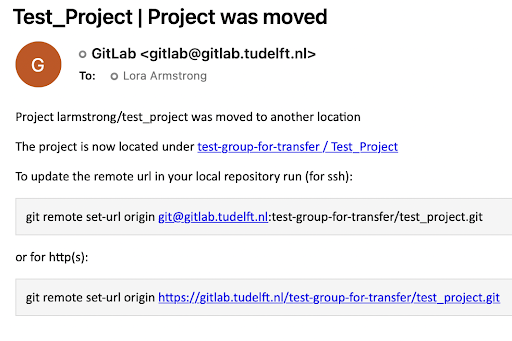 Test_Project | Project was moved
G
GitLab <gitlab@gitlab.tudelft.nl>
To: Lora Armstrong
Project larmstrong/test_project was moved to another location
The project is now located under test-group-for-transfer / Test_Project
To update the remote url in your local repository run (for ssh):
git remote set-url origin git@gitlab.tudelft.nl:test-group-for-transfer/test_project.git
or for http(s):
git remote set-url origin https://gitlab.tudelft.nl/test-group-for-transfer/test_project.git